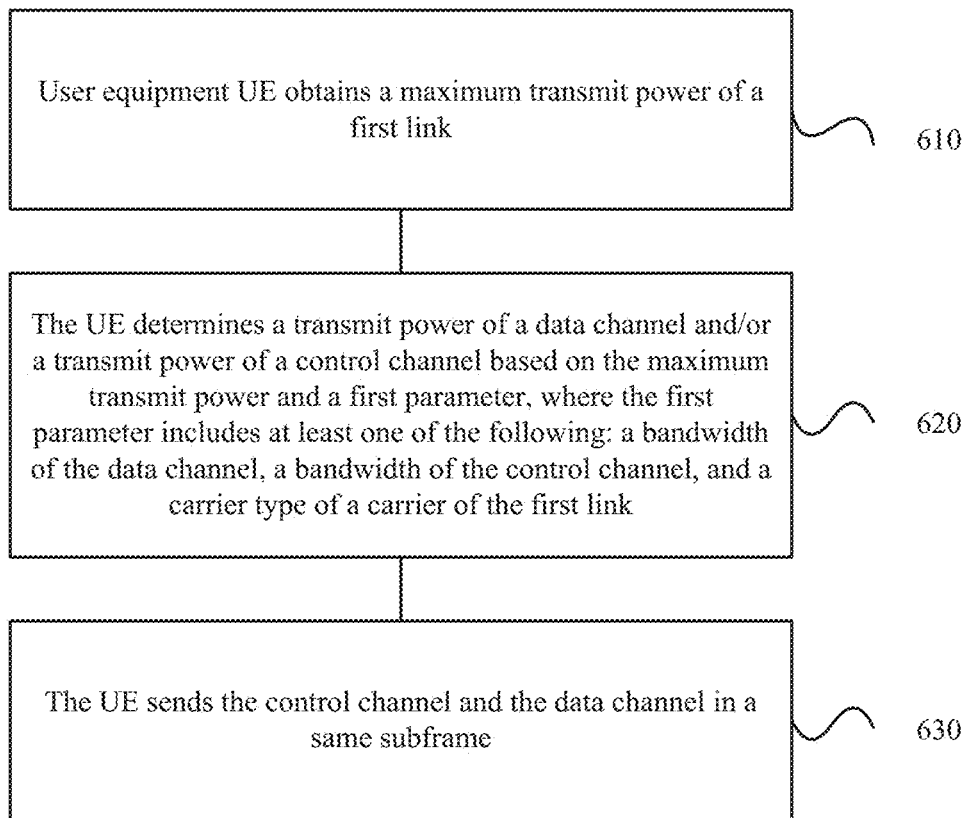 User equipment UE obtains a maximum transmit power of a
first link
610
The UE determines a transmit power of a data channel and/or
a transmit power of a control channel based on the maximum
transmit power and a first parameter, where the first
parameter includes at least one of the following: a bandwidth
of the data channel, a bandwidth of the control channel, and a
carrier type of a carrier of the first link
620
The UE sends the control channel and the data channel in a
same subframe
630